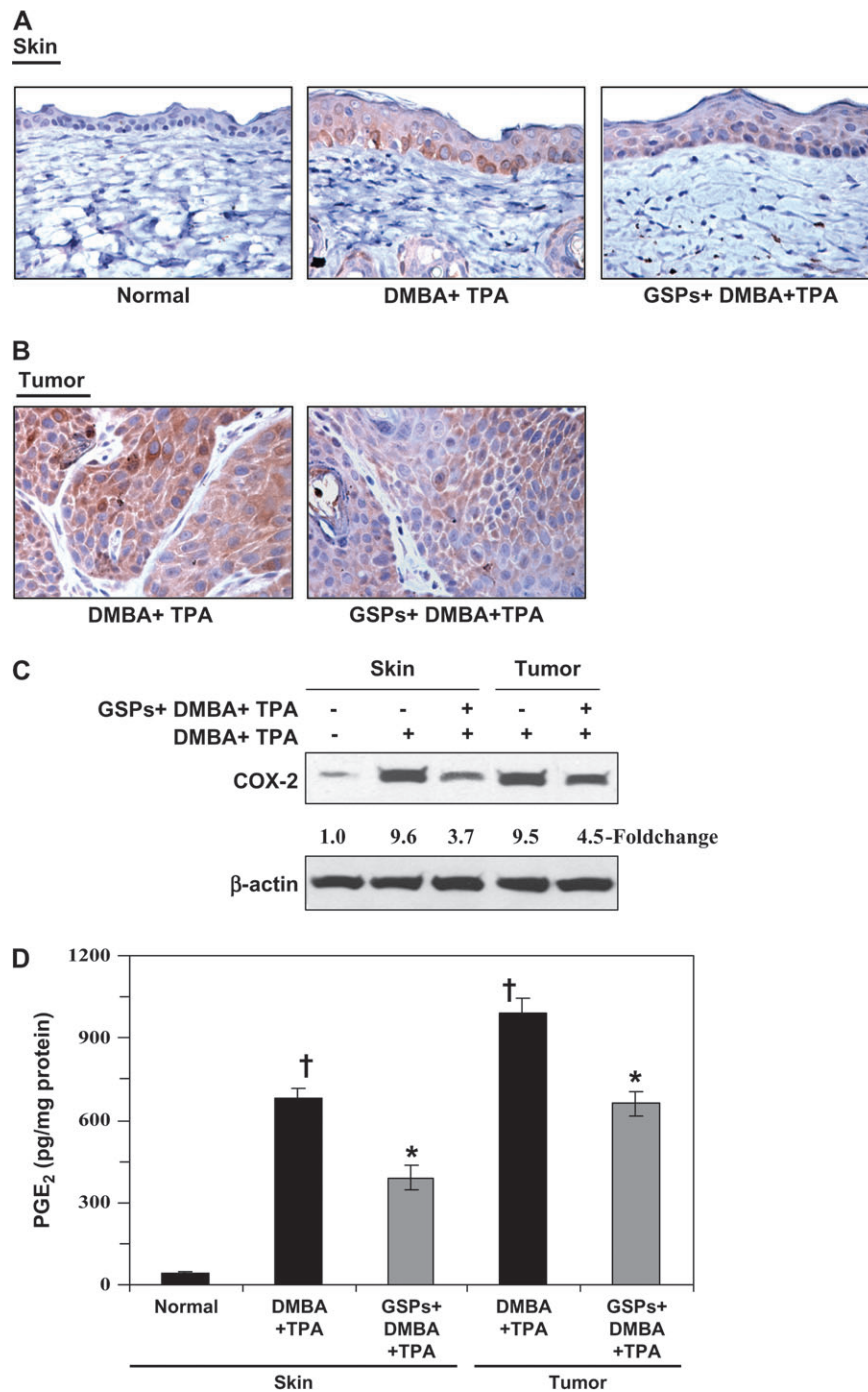 A
Skin
Normal
DMBA+ TPA
GSPs+ DMBA+TPA
B
Tumor
DMBA+ TPA
GSPs+ DMBA+TPA
C
Skin Tumor
GSPs+ DMBA+ TPA - - + - +
DMBA+ TPA - + + + +
COX-2
1.0 9.6 3.7 9.5 4.5-Foldchange
β-actin
D
1200
900
600
300
0
PGE2 (pg/mg protein)
† * † *
Normal
DMBA
+TPA
GSPs+
DMBA
+TPA
DMBA
+TPA
GSPs+
DMBA
+TPA
Skin
Tumor